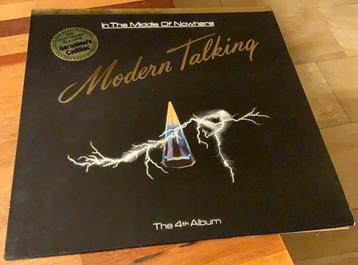 In The Middle Of Nowhere
Geronimo's
Cadillac
Modern Talking
The 4th Album